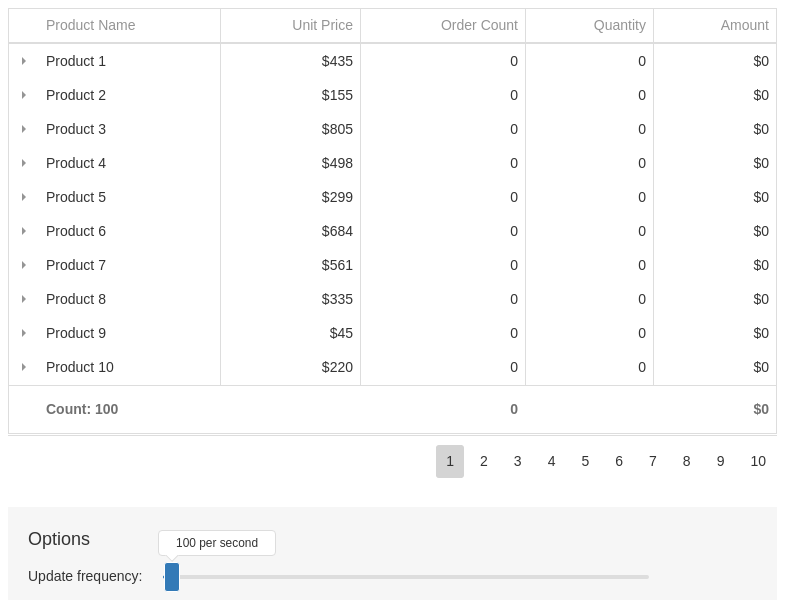 Product Name Unit Price Order Count Quantity Amount
Product 1 $435 0 0 $0
Product 2 $155 0 0 $0
Product 3 $805 0 0 $0
Product 4 $498 0 0 $0
Product 5 $299 0 0 $0
Product 6 $684 0 0 $0
Product 7 $561 0 0 $0
Product 8 $335 0 0 $0
Product 9 $45 0 0 $0
Product 10 $220 0 0 $0
Count: 100 0 $0
1 2 3 4 5 6 7 8 9 10
Options
100 per second
Update frequency: